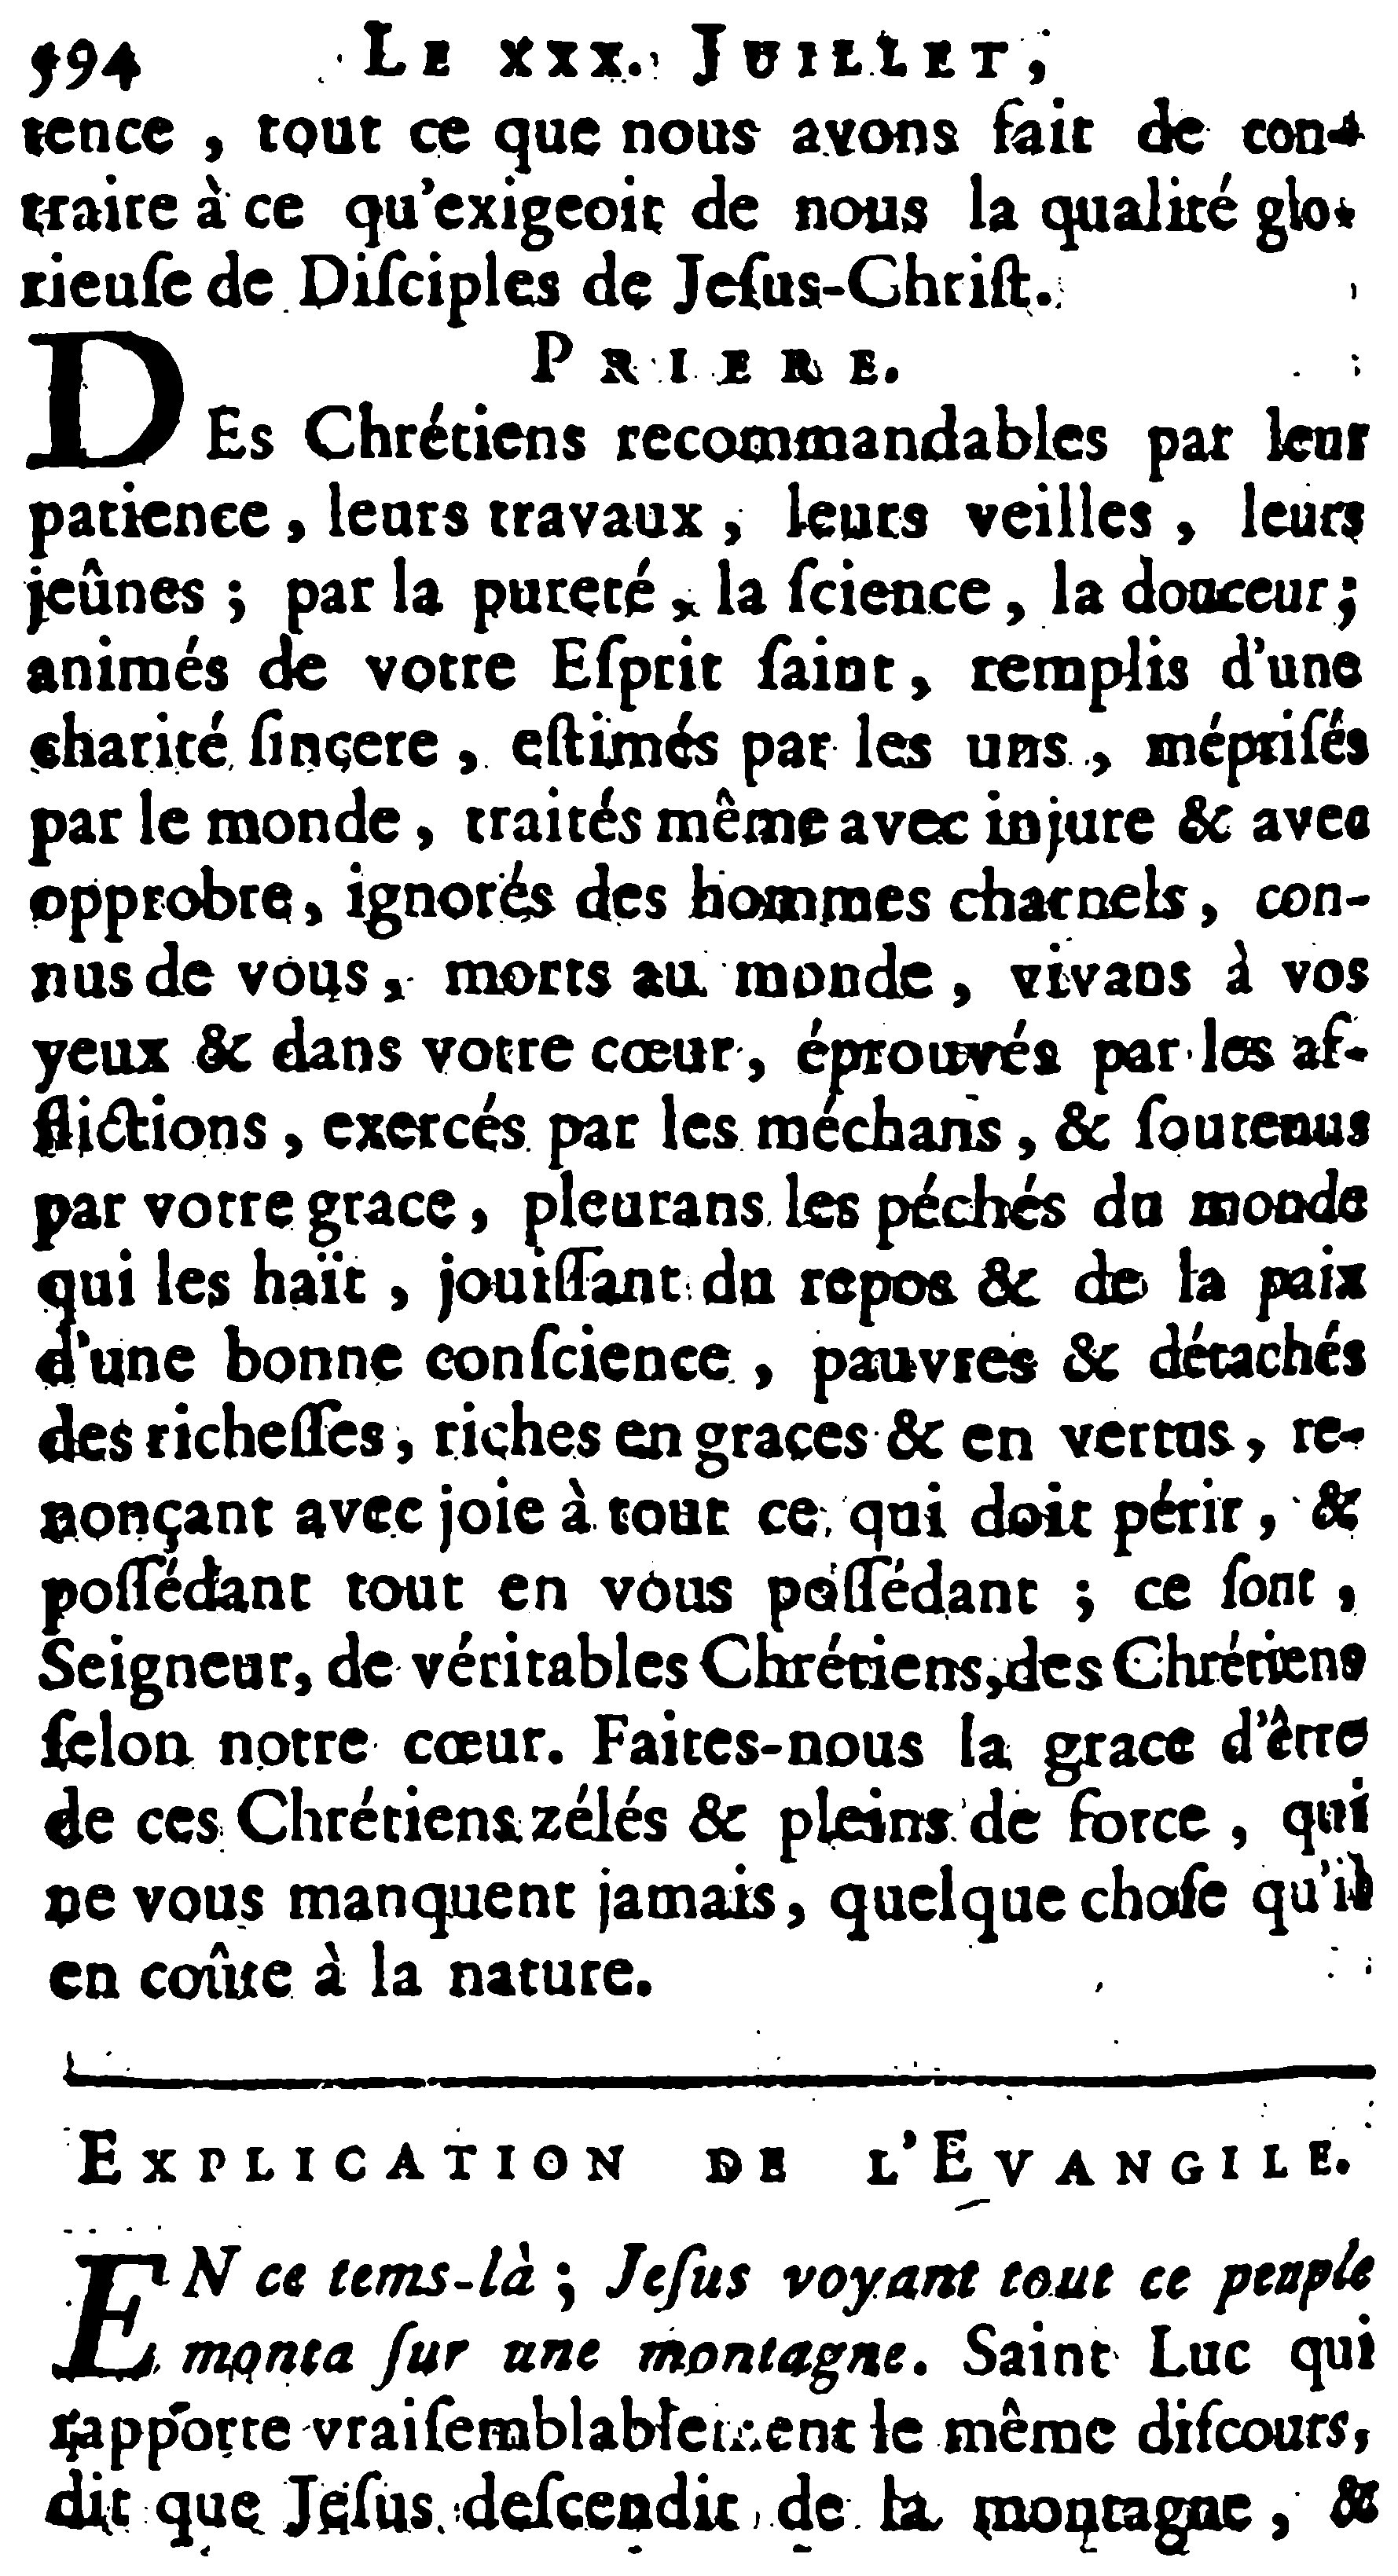 594 LE XXX. JUILLET,
tence, tout ce que nous avons fait de con-
traire à ce qu'exigeoit de nous la qualité glo-
rieuſe de Diſciples de Jeſus-Chriſt.
PRIERE.
DEs Chrétiens recommandables par leur
patience, leurs travaux, leurs veilles, leurs
jeûnes; par la pureté, la ſcience, la douceur;
animés de votre Eſprit ſaint, remplis d'une
charité ſincere, eſtimés par les uns, mépriſés
par le monde, traités même avec injure & avec
opprobre, ignorés des hommes charnels, con-
nus de vous, morts au monde, vivans à vos
yeux & dans votre cœur, éprouvés par les af-
flictions, exercés par les méchans, & ſoutenus
par votre grace, pleurans les péchés du monde
qui les haït, jouiſſant du repos & de la paix
d'une bonne conſcience, pauvres & détachés
des richeſſes, riches en graces & en vertus, re-
nonçant avec joie à tout ce qui doit périr, &
poſſédant tout en vous poſſédant; ce ſont,
Seigneur, de véritables Chrétiens, des Chrétiens
ſelon notre cœur. Faites-nous la grace d'être
de ces Chrétiens zélés & pleins de force, qui
ne vous manquent jamais, quelque choſe qu'il
en coûte à la nature.
EXPLICATION DE L'EVANGILE.
EN ce tems-là; Jeſus voyant tout ce peuple
monta ſur une montagne. Saint Luc qui
rapporte vraiſemblablement le même diſcours,
dit que Jeſus deſcendit de la montagne, &